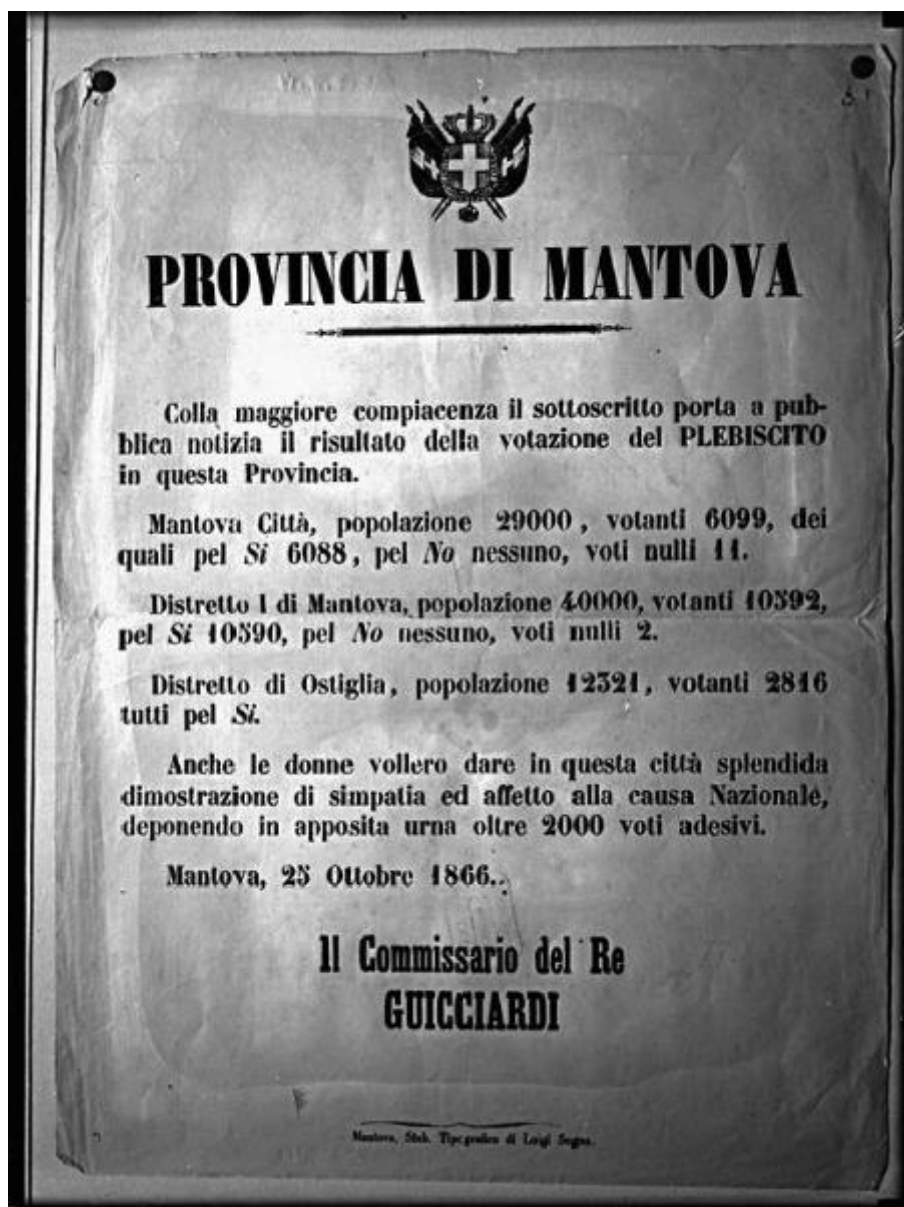 PROVINCIA DI MANTOVA
Colla maggiore compiacenza il sottoscritto porta a pub-
blica notizia il risultato della votazione del PLEBISCITO
in questa Provincia.
Mantova Città, popolazione 29000, votanti 6099, dei
quali pel Si 6088, pel No nessuno, voti nulli 11.
Distretto I di Mantova, popolazione 40000, votanti 10592,
pel Si 10590, pel No nessuno, voti nulli 2.
Distretto di Ostiglia, popolazione 12321, votanti 2816
tutti pel Si.
Anche le donne vollero dare in questa città splendida
dimostrazione di simpatia ed affetto alla causa Nazionale,
deponendo in apposita urna oltre 2000 voti adesivi.
Mantova, 25 Ottobre 1866.
Il Commissario del Re
GUICCIARDI
Mantova, Stab. Tipografico di Luigi Segna.